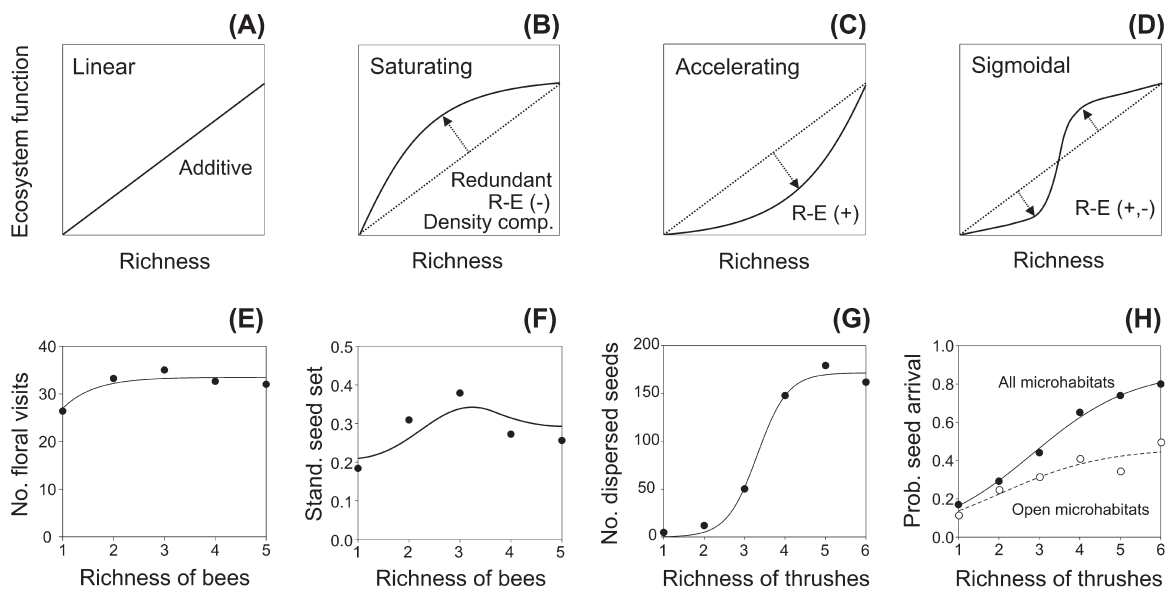 (A)
Linear
Additive
Ecosystem function
Richness
(B)
Saturating
Redundant
R-E (-)
Density comp.
Richness
(C)
Accelerating
R-E (+)
Richness
(D)
Sigmoidal
R-E (+,-)
Richness
(E)
40
30
20
10
0
No. floral visits
1 2 3 4 5
Richness of bees
(F)
0.5
0.4
0.3
0.2
0.1
0.0
Stand. seed set
1 2 3 4 5
Richness of bees
(G)
200
150
100
50
0
No. dispersed seeds
1 2 3 4 5 6
Richness of thrushes
(H)
1.0
0.8
0.6
0.4
0.2
0.0
Prob. seed arrival
All microhabitats
Open microhabitats
1 2 3 4 5 6
Richness of thrushes